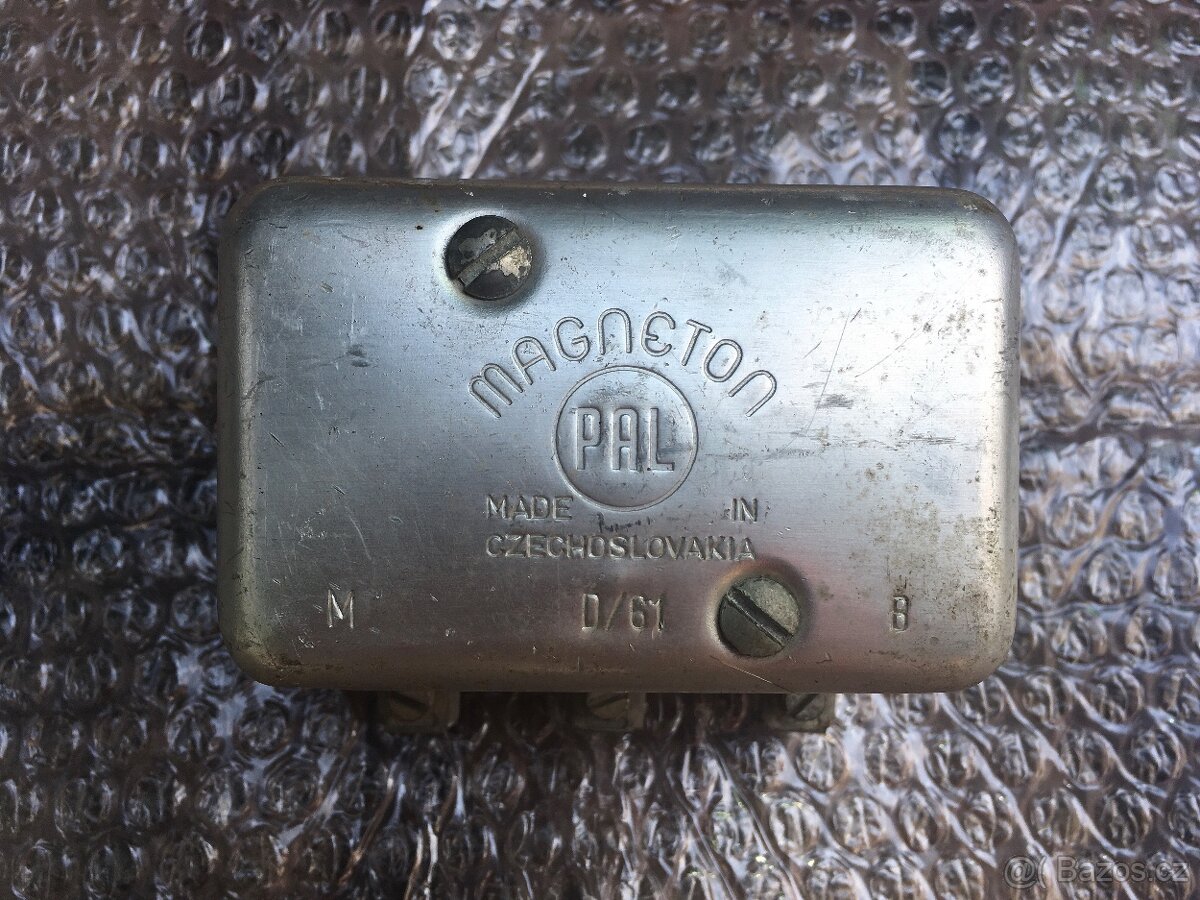 MAGNETON
PAL
MADE IN
CZECHOSLOVAKIA
M D/61 B
@( Bazos.cz